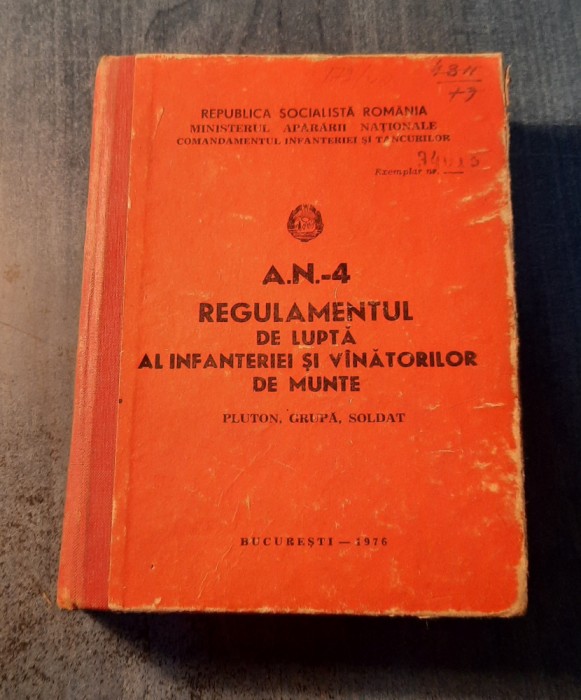 REPUBLICA SOCIALISTĂ ROMÂNIA
MINISTERUL APĂRĂRII NAȚIONALE
COMANDAMENTUL INFANTERIEI ȘI TANCURILOR
Exemplar nr.
A.N.-4
REGULAMENTUL
DE LUPTĂ
AL INFANTERIEI ȘI VÎNĂTORILOR
DE MUNTE
PLUTON, GRUPĂ, SOLDAT
BUCUREȘTI — 1976